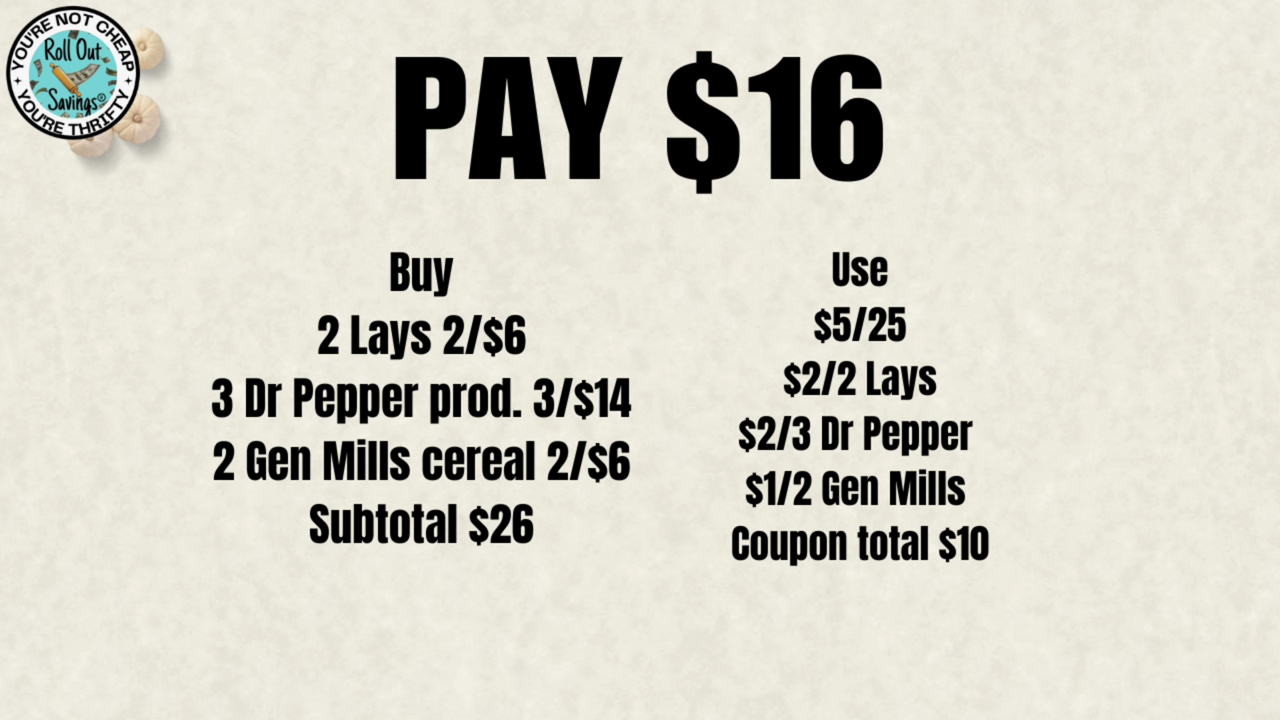 YOU'RE NOT CHEAP
Roll Out
Savings®
YOU'RE THRIFTY
PAY $16
Buy
2 Lays 2/$6
3 Dr Pepper prod. 3/$14
2 Gen Mills cereal 2/$6
Subtotal $26
Use
$5/25
$2/2 Lays
$2/3 Dr Pepper
$1/2 Gen Mills
Coupon total $10